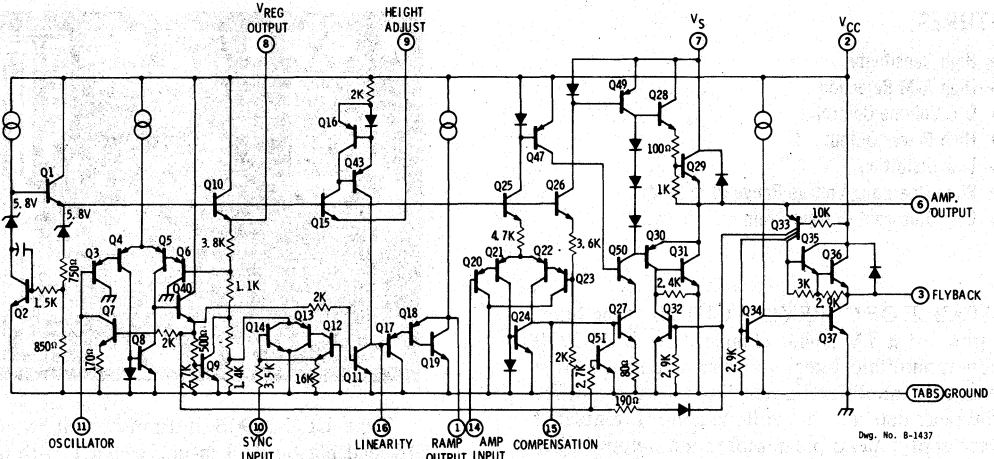 VREG
OUTPUT
8
HEIGHT
ADJUST
9
VS
7
VCC
2
2K
Q16
Q49
Q28
Q1
Q10
Q43
Q47
100Ω
Q29
5.8V
5.8V
Q15
Q25
Q26
1K
6
AMP.
OUTPUT
Q33
10K
Q3
Q4
Q5
Q6
3.8K
4.7K
3.6K
Q50
Q30
Q35
Q36
750Ω
Q20
Q21
Q22
Q23
Q31
1.1K
2.4K
3K
2.9K
3
FLYBACK
Q2
1.5K
Q40
2K
Q7
Q8
2K
500Ω
Q14
Q13
Q12
Q17
Q18
Q24
Q27
Q32
Q34
Q37
850Ω
170Ω
Q9
1.4K
3.5K
16K
Q11
Q19
2K
Q51
80Ω
2.9K
2.9K
2.7K
190Ω
TABS
GROUND
11
OSCILLATOR
10
SYNC
INPUT
16
LINEARITY
1
RAMP
OUTPUT
14
AMP
INPUT
15
COMPENSATION
Dwg. No. B-1437